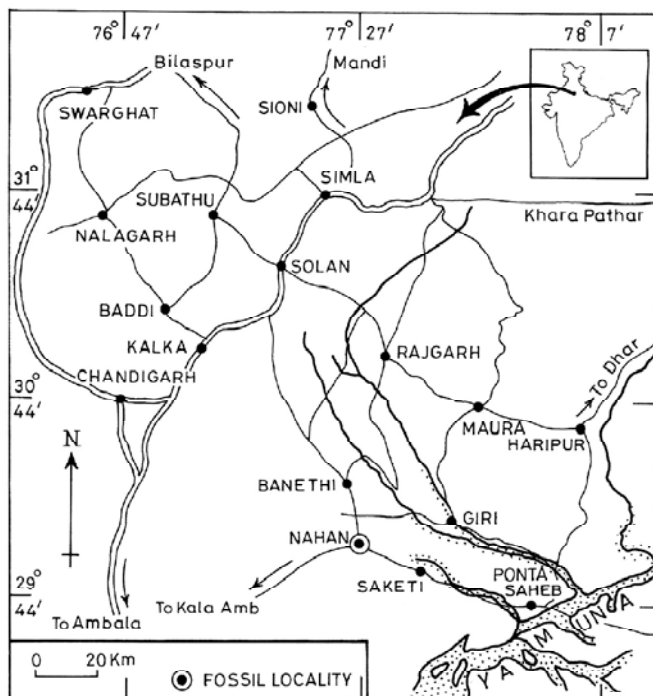 76° 47'
77° 27'
78° 7'
Bilaspur
Mandi
SWARGHAT
SIONI
31° 44'
SIMLA
SUBATHU
Khara Pathar
NALAGARH
SOLAN
BADDI
KALKA
RAJGARH
CHANDIGARH
To Dhar
30° 44'
MAURA
HARIPUR
N
BANETHI
GIRI
NAHAN
SAKETI
PONTA
SAHEB
29° 44'
To Ambala
To Kala Amb
YAMUNA
0 20 Km
FOSSIL LOCALITY